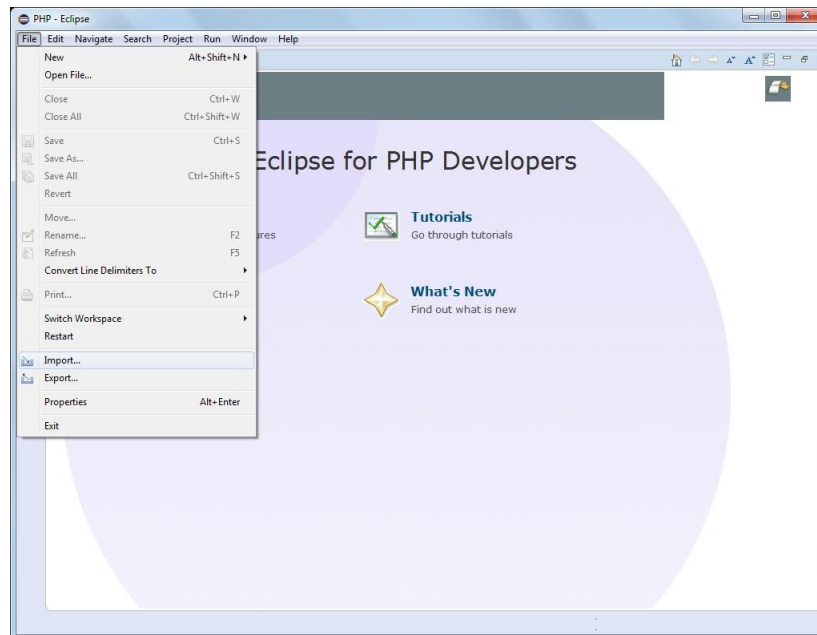 PHP - Eclipse
File Edit Navigate Search Project Run Window Help
New Alt+Shift+N
Open File...
Close Ctrl+W
Close All Ctrl+Shift+W
Save Ctrl+S
Save As...
Save All Ctrl+Shift+S
Revert
Move...
Rename... F2
Refresh F5
Convert Line Delimiters To
Print... Ctrl+P
Switch Workspace
Restart
Import...
Export...
Properties Alt+Enter
Exit
Eclipse for PHP Developers
ures
Tutorials
Go through tutorials
What's New
Find out what is new